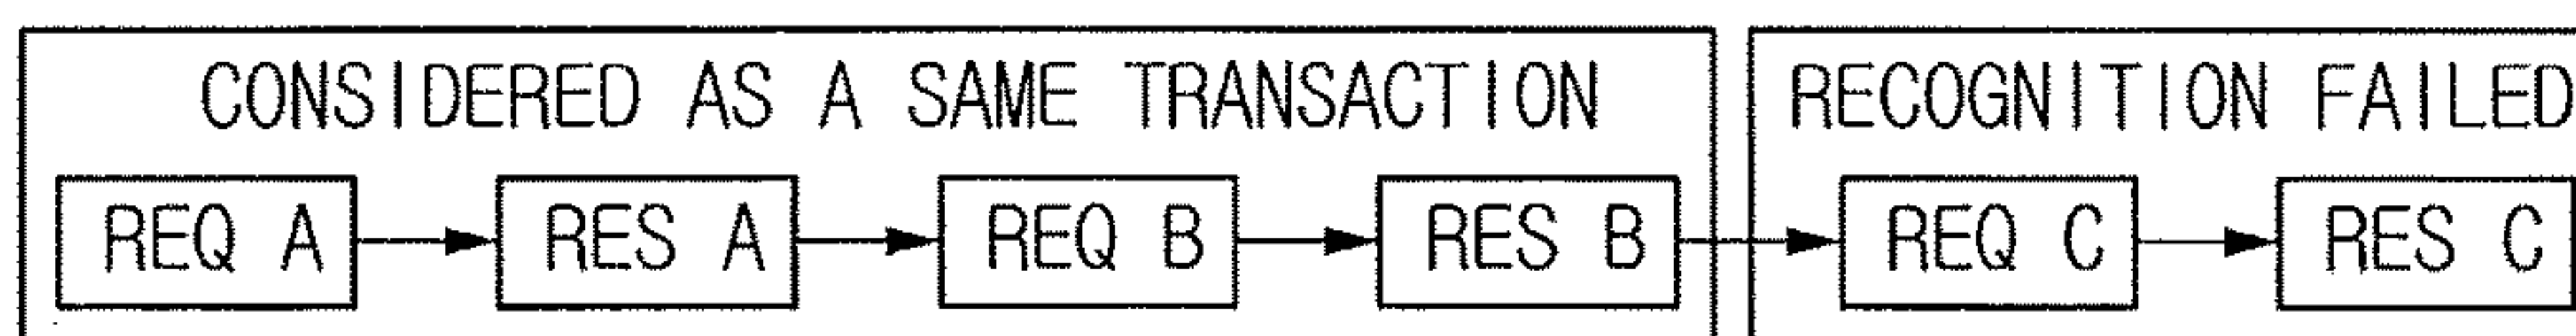 CONSIDERED AS A SAME TRANSACTION
RECOGNITION FAILED
REQ A
RES A
REQ B
RES B
REQ C
RES C